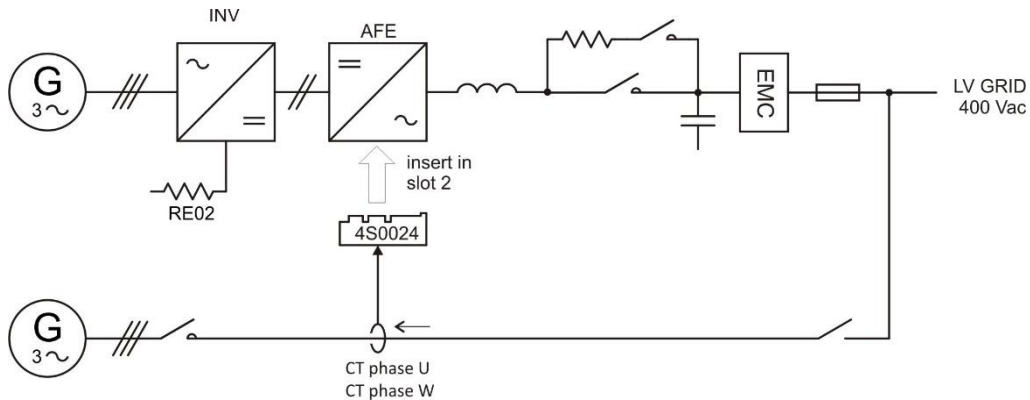 INV
AFE
G
3~
EMC
LV GRID
400 Vac
insert in
slot 2
RE02
4S0024
G
3~
CT phase U
CT phase W